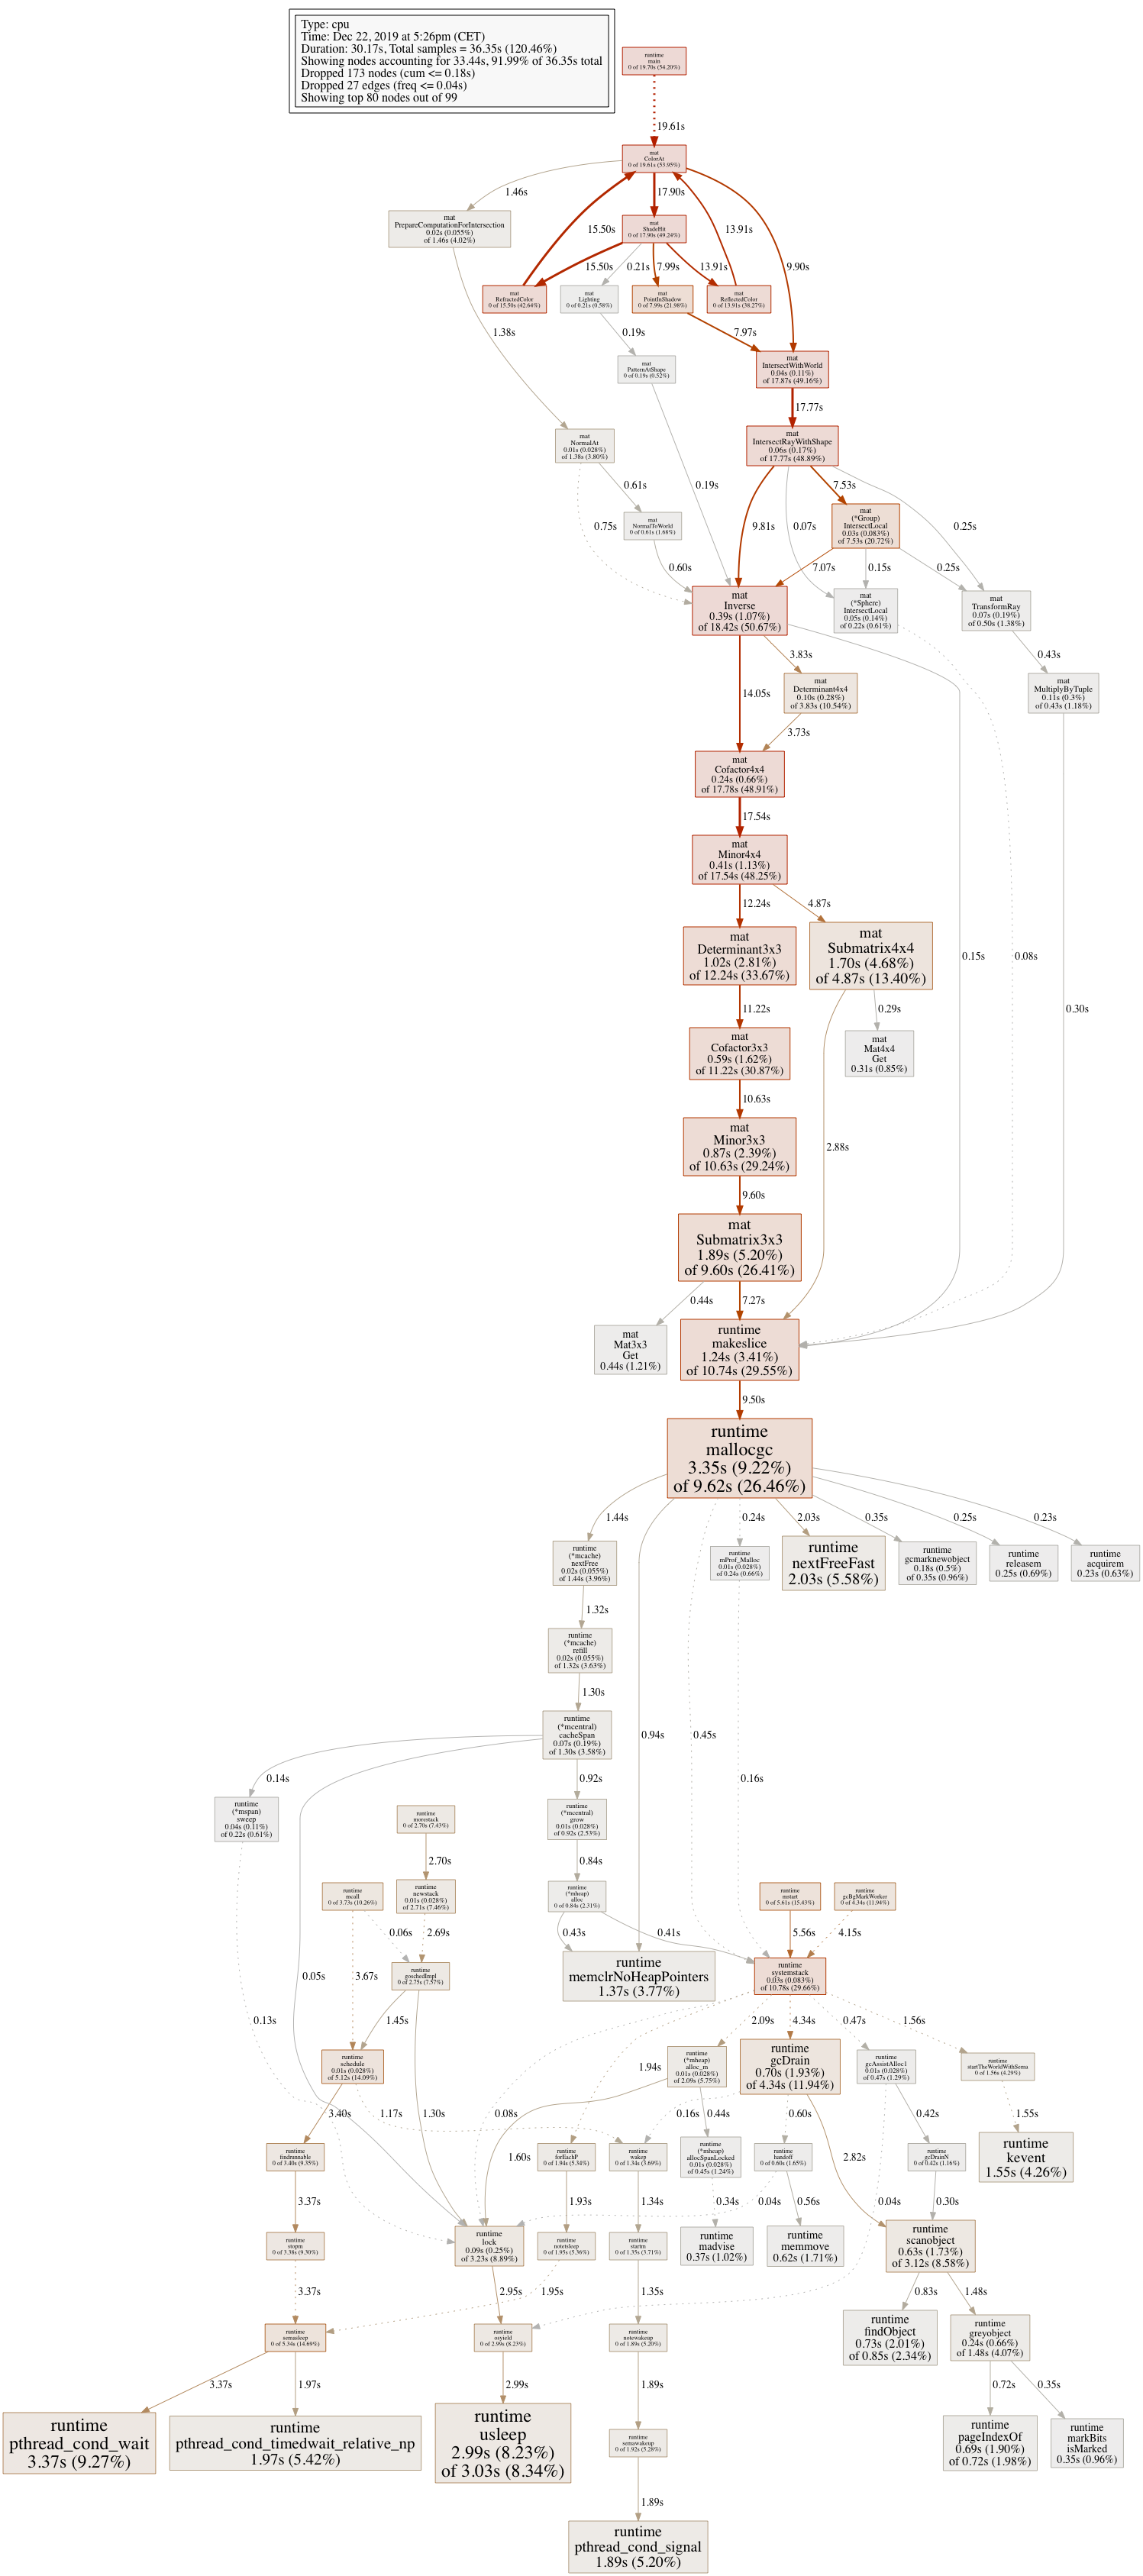 Type: cpu
Time: Dec 22, 2019 at 5:26pm (CET)
Duration: 30.17s, Total samples = 36.35s (120.46%)
Showing nodes accounting for 33.44s, 91.99% of 36.35s total
Dropped 173 nodes (cum <= 0.18s)
Dropped 27 edges (freq <= 0.04s)
Showing top 80 nodes out of 99
runtime
main
0 of 19.70s (54.20%)
19.61s
mat
ColorAt
0 of 19.61s (53.95%)
1.46s
17.90s
mat
PrepareComputationForIntersection
0.02s (0.055%)
of 1.46s (4.02%)
mat
ShadeHit
0 of 17.90s (49.24%)
15.50s
13.91s
15.50s
0.21s
7.99s
13.91s
9.90s
mat
RefractedColor
0 of 15.50s (42.64%)
mat
Lighting
0 of 0.21s (0.58%)
mat
PointInShadow
0 of 7.99s (21.98%)
mat
ReflectedColor
0 of 13.91s (38.27%)
1.38s
0.19s
7.97s
mat
PatternAtShape
0 of 0.19s (0.52%)
mat
IntersectWithWorld
0.04s (0.11%)
of 17.87s (49.16%)
17.77s
mat
NormalAt
0.01s (0.028%)
of 1.38s (3.80%)
mat
IntersectRayWithShape
0.06s (0.17%)
of 17.77s (48.89%)
0.61s
0.19s
7.53s
0.75s
9.81s
0.07s
0.25s
mat
NormalToWorld
0 of 0.61s (1.68%)
mat
(*Group)
IntersectLocal
0.03s (0.083%)
of 7.53s (20.72%)
0.60s
7.07s
0.15s
0.25s
mat
Inverse
0.39s (1.07%)
of 18.42s (50.67%)
mat
(*Sphere)
IntersectLocal
0.05s (0.14%)
of 0.22s (0.61%)
mat
TransformRay
0.07s (0.19%)
of 0.50s (1.38%)
3.83s
0.43s
14.05s
mat
Determinant4x4
0.10s (0.28%)
of 3.83s (10.54%)
mat
MultiplyByTuple
0.11s (0.3%)
of 0.43s (1.18%)
3.73s
mat
Cofactor4x4
0.24s (0.66%)
of 17.78s (48.91%)
17.54s
mat
Minor4x4
0.41s (1.13%)
of 17.54s (48.25%)
12.24s
4.87s
mat
Determinant3x3
1.02s (2.81%)
of 12.24s (33.67%)
mat
Submatrix4x4
1.70s (4.68%)
of 4.87s (13.40%)
0.15s
0.08s
11.22s
0.29s
0.30s
mat
Cofactor3x3
0.59s (1.62%)
of 11.22s (30.87%)
mat
Mat4x4
Get
0.31s (0.85%)
10.63s
mat
Minor3x3
0.87s (2.39%)
of 10.63s (29.24%)
2.88s
9.60s
mat
Submatrix3x3
1.89s (5.20%)
of 9.60s (26.41%)
0.44s
7.27s
mat
Mat3x3
Get
0.44s (1.21%)
runtime
makeslice
1.24s (3.41%)
of 10.74s (29.55%)
9.50s
runtime
mallocgc
3.35s (9.22%)
of 9.62s (26.46%)
1.44s
0.24s
2.03s
0.35s
0.25s
0.23s
runtime
(*mcache)
nextFree
0.02s (0.055%)
of 1.44s (3.96%)
runtime
mProf_Malloc
0.01s (0.028%)
of 0.24s (0.66%)
runtime
nextFreeFast
2.03s (5.58%)
runtime
gcmarknewobject
0.18s (0.5%)
of 0.35s (0.96%)
runtime
releasem
0.25s (0.69%)
runtime
acquirem
0.23s (0.63%)
1.32s
runtime
(*mcache)
refill
0.02s (0.055%)
of 1.32s (3.63%)
1.30s
runtime
(*mcentral)
cacheSpan
0.07s (0.19%)
of 1.30s (3.58%)
0.94s
0.45s
0.14s
0.92s
0.16s
runtime
(*mspan)
sweep
0.04s (0.11%)
of 0.22s (0.61%)
runtime
morestack
0 of 2.70s (7.43%)
runtime
(*mcentral)
grow
0.01s (0.028%)
of 0.92s (2.53%)
2.70s
0.84s
runtime
mcall
0 of 3.73s (10.26%)
runtime
newstack
0.01s (0.028%)
of 2.71s (7.46%)
runtime
(*mheap)
alloc
0 of 0.84s (2.31%)
runtime
mstart
0 of 5.61s (15.43%)
runtime
gcBgMarkWorker
0 of 4.34s (11.94%)
0.06s
2.69s
0.43s
0.41s
5.56s
4.15s
3.67s
0.05s
runtime
goschedImpl
0 of 2.75s (7.57%)
runtime
memclrNoHeapPointers
1.37s (3.77%)
runtime
systemstack
0.03s (0.083%)
of 10.78s (29.66%)
0.13s
1.45s
2.09s
4.34s
0.47s
1.56s
runtime
schedule
0.01s (0.028%)
of 5.12s (14.09%)
1.94s
runtime
(*mheap)
alloc_m
0.01s (0.028%)
of 2.09s (5.75%)
runtime
gcDrain
0.70s (1.93%)
of 4.34s (11.94%)
runtime
gcAssistAlloc1
0.01s (0.028%)
of 0.47s (1.29%)
runtime
startTheWorldWithSema
0 of 1.56s (4.29%)
3.40s
1.17s
1.30s
0.08s
0.16s
0.44s
0.60s
0.42s
1.55s
runtime
findrunnable
0 of 3.40s (9.35%)
1.60s
runtime
forEachP
0 of 1.94s (5.34%)
runtime
wakep
0 of 1.34s (3.69%)
runtime
(*mheap)
allocSpanLocked
0.01s (0.028%)
of 0.45s (1.24%)
runtime
handoff
0 of 0.60s (1.65%)
2.82s
runtime
gcDrainN
0 of 0.42s (1.16%)
runtime
kevent
1.55s (4.26%)
3.37s
1.93s
1.34s
0.34s
0.04s
0.56s
0.04s
0.30s
runtime
stopm
0 of 3.38s (9.30%)
runtime
lock
0.09s (0.25%)
of 3.23s (8.89%)
runtime
notetsleep
0 of 1.95s (5.36%)
runtime
startm
0 of 1.35s (3.71%)
runtime
madvise
0.37s (1.02%)
runtime
memmove
0.62s (1.71%)
runtime
scanobject
0.63s (1.73%)
of 3.12s (8.58%)
3.37s
2.95s
1.95s
1.35s
0.83s
1.48s
runtime
semasleep
0 of 5.34s (14.69%)
runtime
osyield
0 of 2.99s (8.23%)
runtime
notewakeup
0 of 1.89s (5.20%)
runtime
findObject
0.73s (2.01%)
of 0.85s (2.34%)
runtime
greyobject
0.24s (0.66%)
of 1.48s (4.07%)
3.37s
1.97s
2.99s
1.89s
0.72s
0.35s
runtime
pthread_cond_wait
3.37s (9.27%)
runtime
pthread_cond_timedwait_relative_np
1.97s (5.42%)
runtime
usleep
2.99s (8.23%)
of 3.03s (8.34%)
runtime
semawakeup
0 of 1.92s (5.28%)
runtime
pageIndexOf
0.69s (1.90%)
of 0.72s (1.98%)
runtime
markBits
isMarked
0.35s (0.96%)
1.89s
runtime
pthread_cond_signal
1.89s (5.20%)